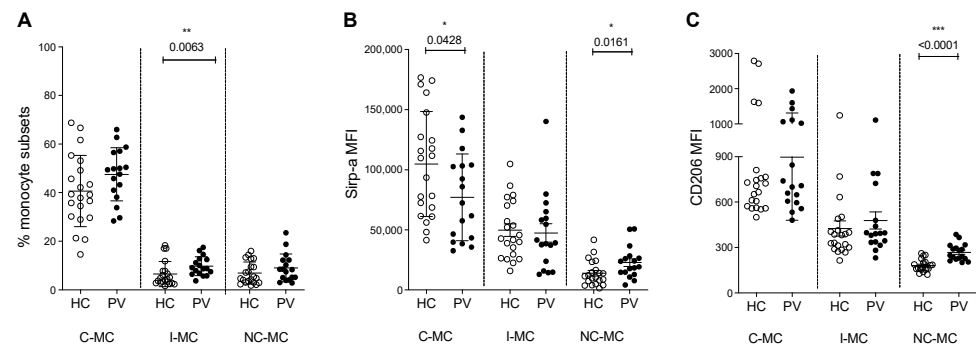 A
% monocyte subsets
100
80
60
40
20
0
**
0.0063
HC PV HC PV HC PV
C-MC I-MC NC-MC
B
Sirp-a MFI
200,000
150,000
100,000
50,000
0
*
0.0428
*
0.0161
HC PV HC PV HC PV
C-MC I-MC NC-MC
C
CD206 MFI
3000
2000
1000
900
600
300
0
***
<0.0001
HC PV HC PV HC PV
C-MC I-MC NC-MC